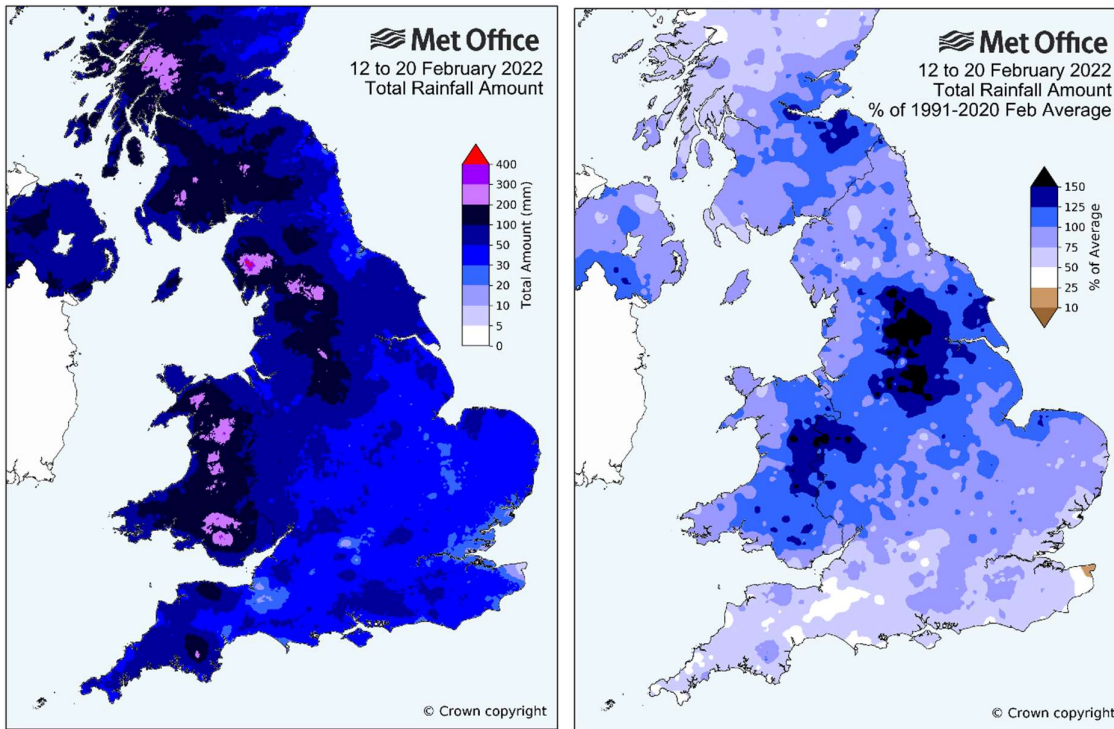 Met Office
12 to 20 February 2022
Total Rainfall Amount
400
300
200
100
50
30
20
10
5
0
Total Amount (mm)
© Crown copyright
Met Office
12 to 20 February 2022
Total Rainfall Amount
% of 1991-2020 Feb Average
150
125
100
75
50
25
10
% of Average
© Crown copyright